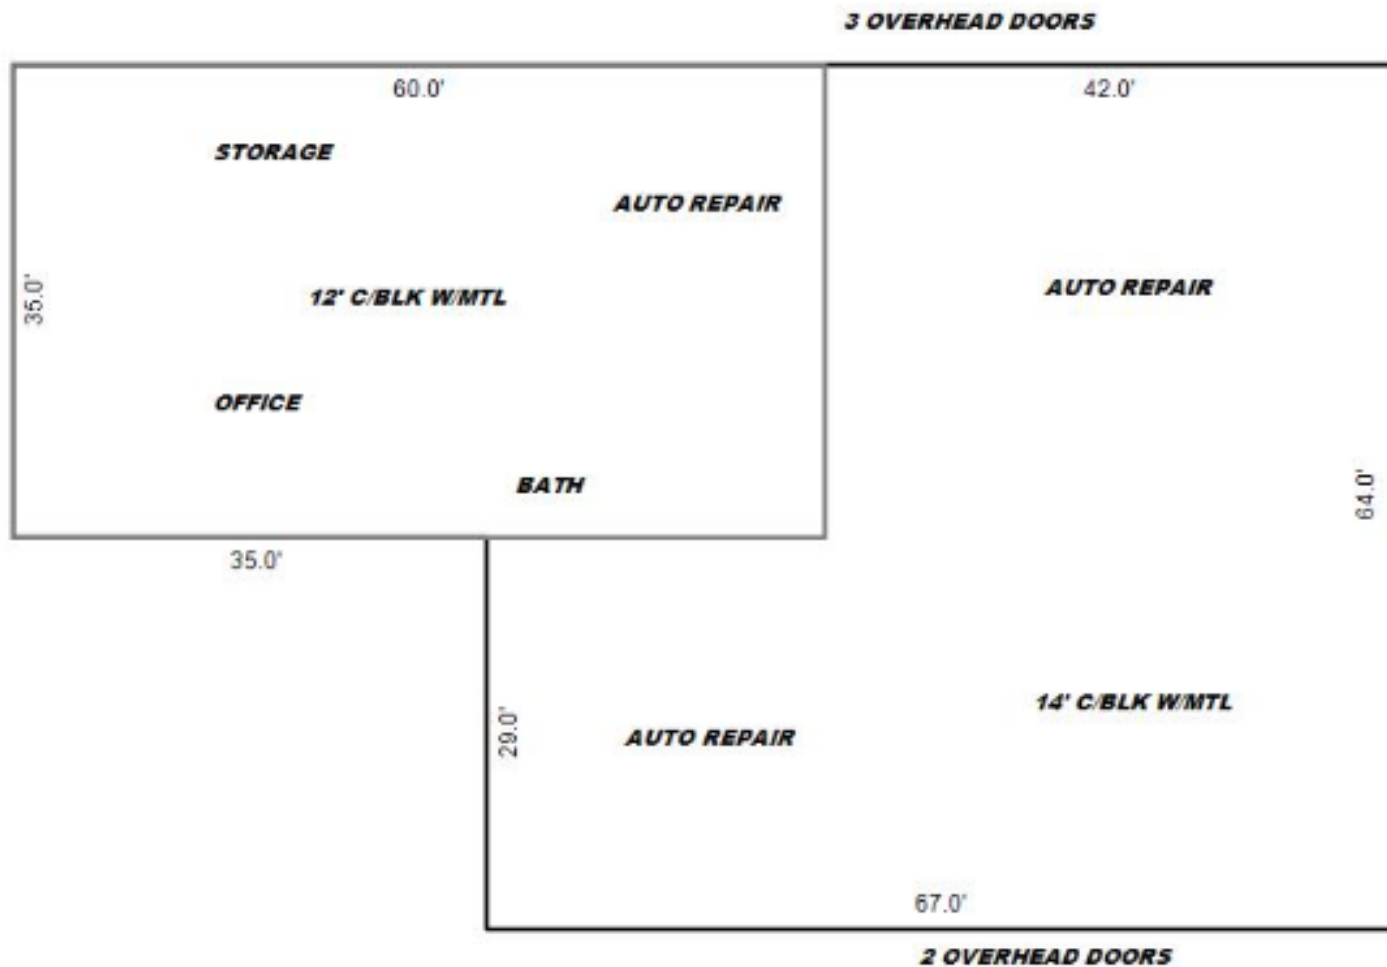 3 OVERHEAD DOORS
60.0'
42.0'
STORAGE
AUTO REPAIR
AUTO REPAIR
35.0'
12' C/BLK W/MTL
OFFICE
BATH
64.0'
35.0'
29.0'
AUTO REPAIR
14' C/BLK W/MTL
67.0'
2 OVERHEAD DOORS